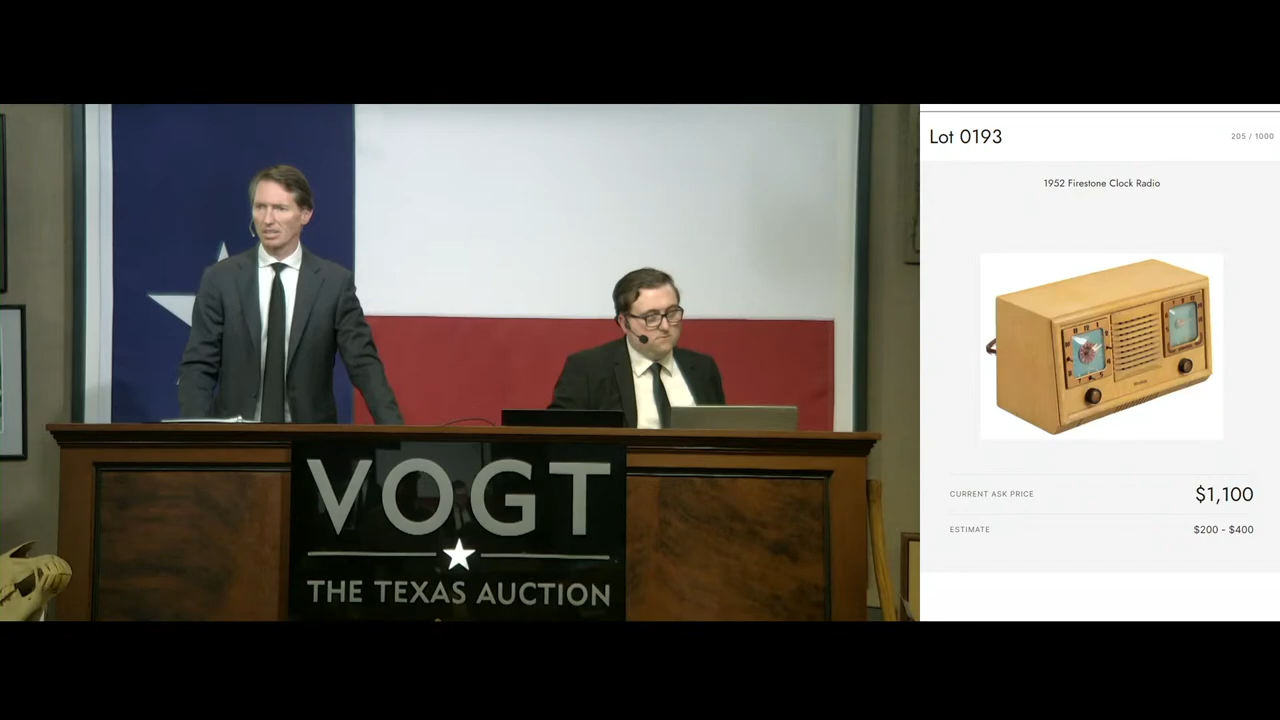 VOGT
THE TEXAS AUCTION
Lot 0193
205 / 1000
1952 Firestone Clock Radio
CURRENT ASK PRICE
$1,100
ESTIMATE
$200 - $400